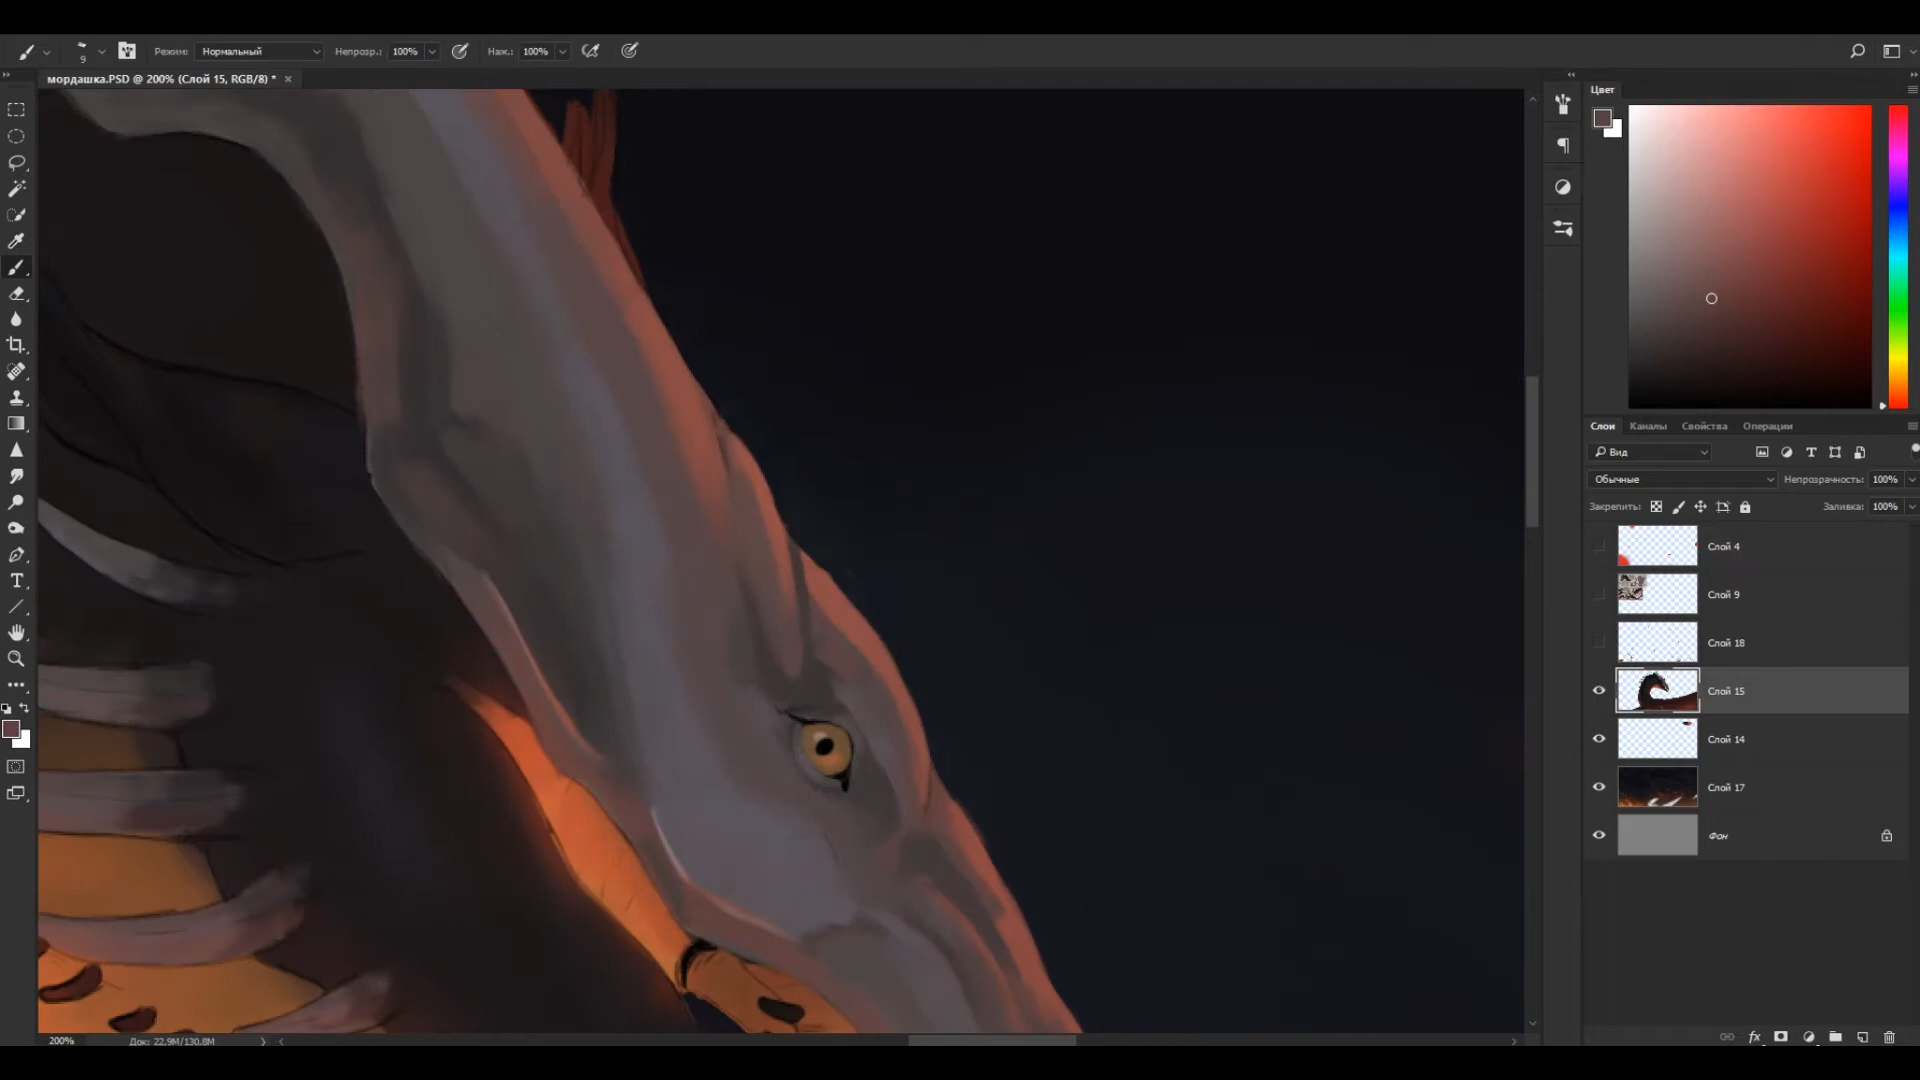 9 Режим: Нормальный Непрозр.: 100% Наж.: 100%
мордашка.PSD @ 200% (Слой 15, RGB/8) *
Цвет
Слои Каналы Свойства Операции
Вид
Обычные Непрозрачность: 100%
Закрепить: Заливка: 100%
Слой 4
Слой 9
Слой 18
Слой 15
Слой 14
Слой 17
Фон
fx
200% Док: 22,9M/130,8M